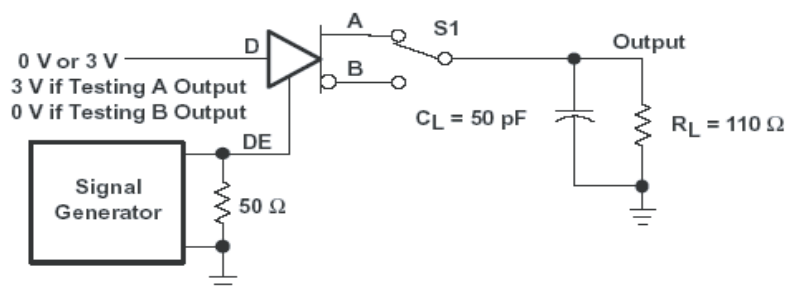 A
S1
D
Output
0 V or 3 V
B
3 V if Testing A Output
0 V if Testing B Output
CL = 50 pF
RL = 110 Ω
DE
Signal
Generator
50 Ω